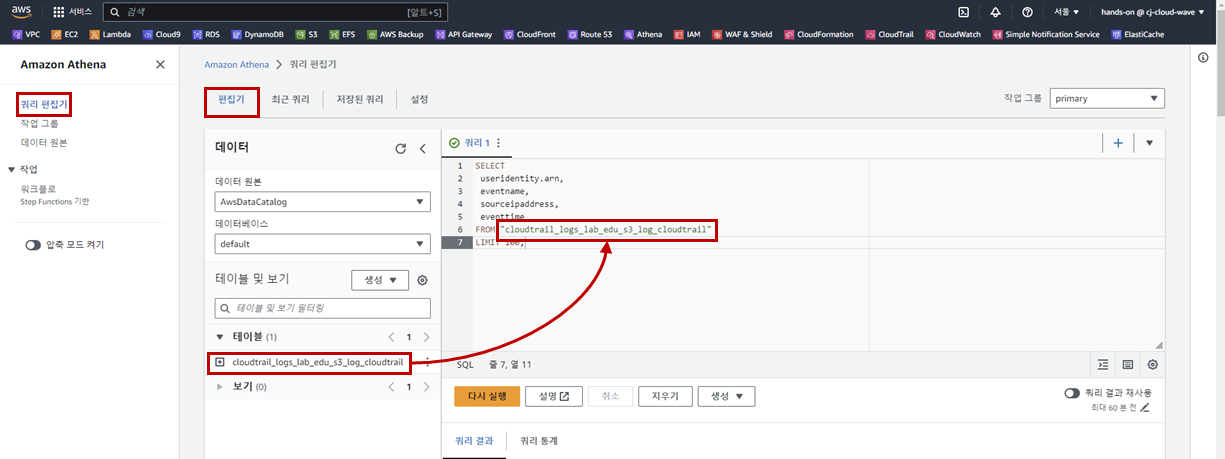 aws 서비스 검색 [알트+S] 서울 ▼ hands-on @ cj-cloud-wave ▼
VPC EC2 Lambda Cloud9 RDS DynamoDB S3 EFS AWS Backup API Gateway CloudFront Route 53 Athena IAM WAF & Shield CloudFormation CloudTrail CloudWatch Simple Notification Service ElastiCache
Amazon Athena
쿼리 편집기
작업 그룹
데이터 원본
▼ 작업
워크플로
Step Functions 기반
압축 모드 켜기
Amazon Athena > 쿼리 편집기
편집기 최근 쿼리 저장된 쿼리 설정
작업 그룹 primary
데이터
데이터 원본
AwsDataCatalog
데이터베이스
default
테이블 및 보기 생성 ▼
테이블 및 보기 필터링
▼ 테이블 (1) < 1 >
cloudtrail_logs_lab_edu_s3_log_cloudtrail
보기 (0) < 1 >
쿼리 1
1 SELECT
2 useridentity.arn,
3 eventname,
4 sourceipaddress,
5 eventtime
6 FROM "cloudtrail_logs_lab_edu_s3_log_cloudtrail"
7 LIMIT 100;
SQL 줄 7, 열 11
다시 실행 설명 취소 지우기 생성 ▼
쿼리 결과 재사용
최대 60 분 전
쿼리 결과 쿼리 통계